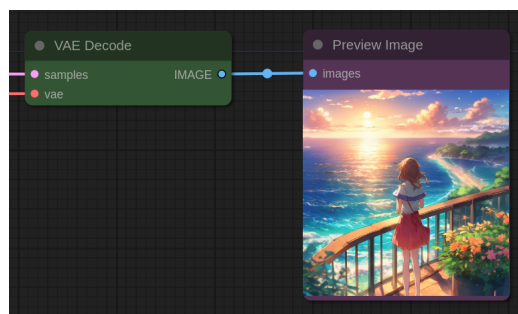 VAE Decode
samples
IMAGE
vae
Preview Image
images